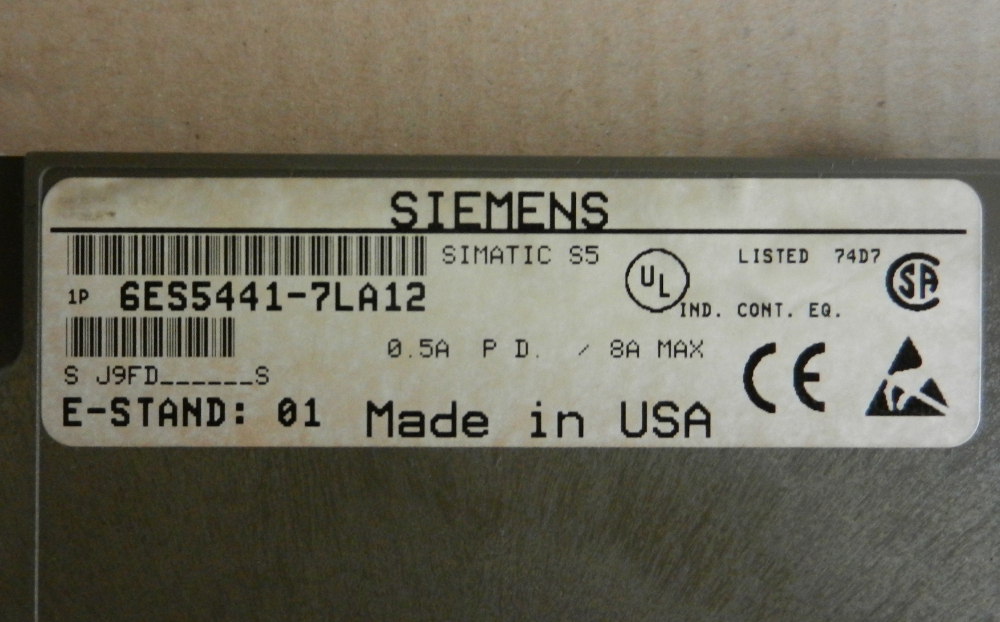 SIEMENS
SIMATIC S5
LISTED 74D7
UL
SA
1P 6ES5441-7LA12
IND. CONT. EQ.
0.5A P D. / 8A MAX
CE
S J9FD______S
E-STAND: 01
Made in USA